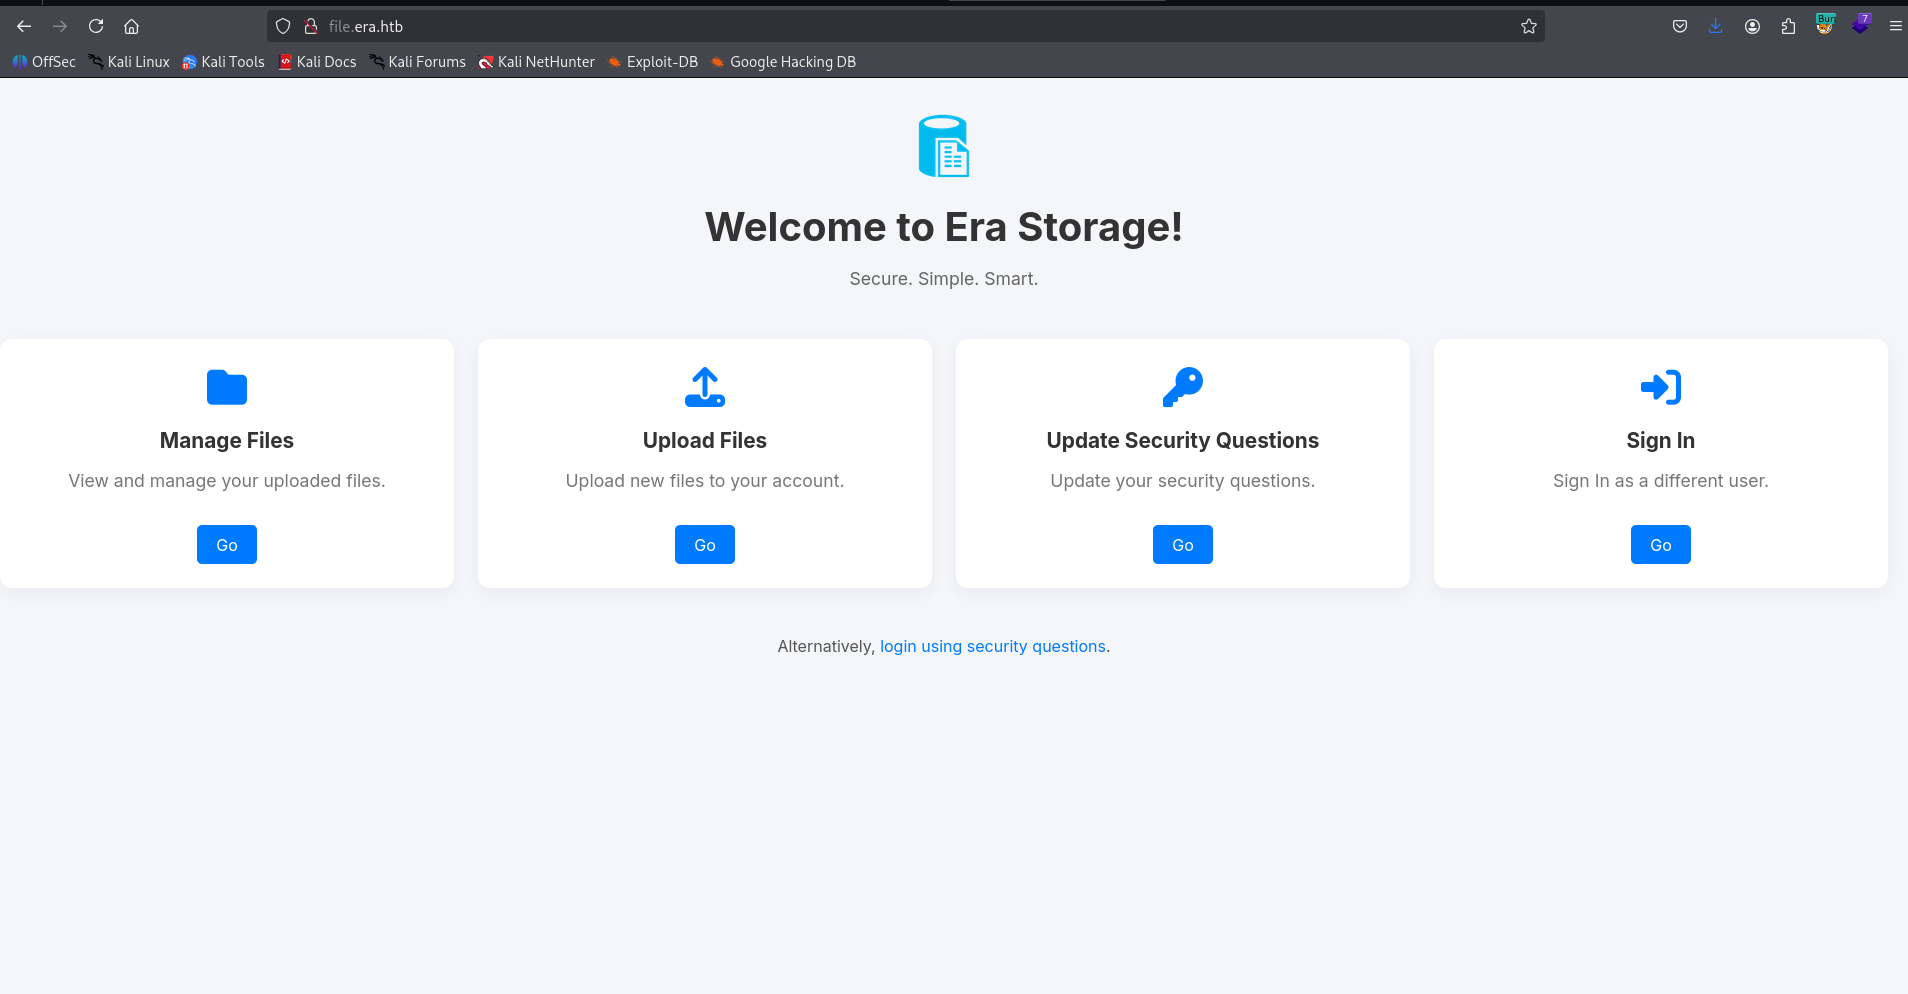 file.era.htb
Burp
7
OffSec Kali Linux Kali Tools Kali Docs Kali Forums Kali NetHunter Exploit-DB Google Hacking DB
Welcome to Era Storage!
Secure. Simple. Smart.
Manage Files
View and manage your uploaded files.
Go
Upload Files
Upload new files to your account.
Go
Update Security Questions
Update your security questions.
Go
Sign In
Sign In as a different user.
Go
Alternatively, login using security questions.